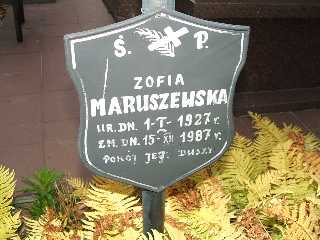 Ś. P.
ZOFIA
MARUSZEWSKA
UR. DN. 1-I-1927 r.
ZM. DN. 15-XII 1987 r.
POKÓJ JEJ DUSZY